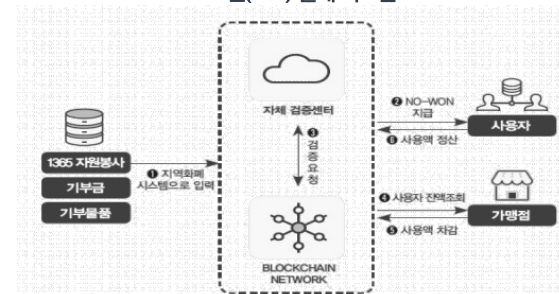 자체 검증센터
❸ 검증요청
BLOCKCHAIN
NETWORK
1365 자원봉사
기부금
기부물품
❶ 지역화폐
시스템으로 입력
❷ NO-WON
지급
❻ 사용액 정산
사용자
❹ 사용자 잔액조회
❺ 사용액 차감
가맹점